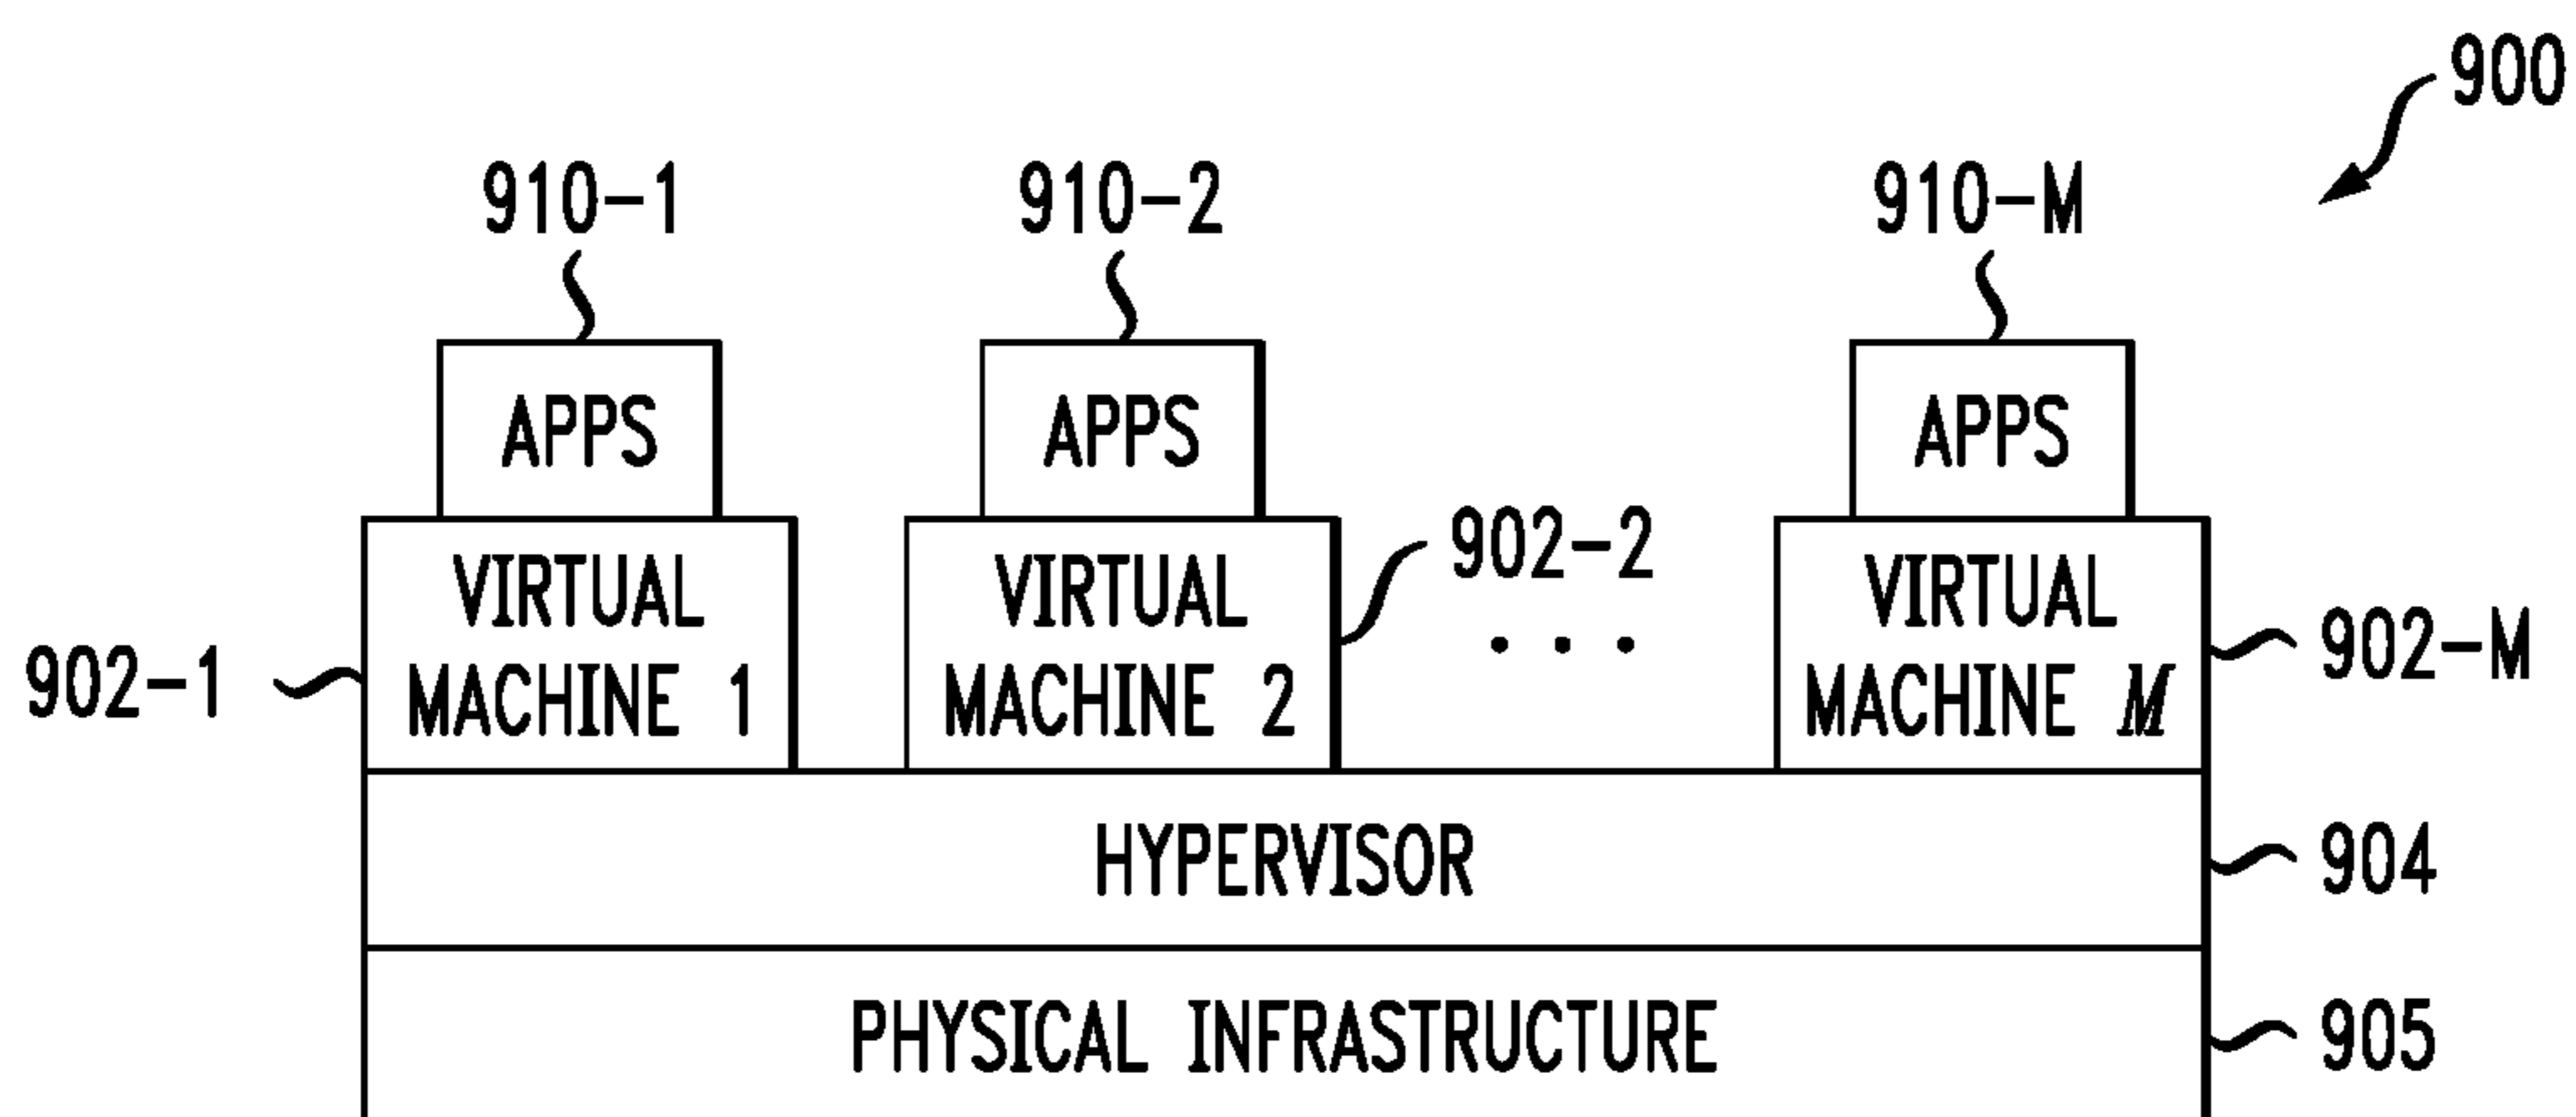 900
910-1
910-2
910-M
APPS
APPS
APPS
902-2
VIRTUAL
MACHINE 1
VIRTUAL
MACHINE 2
. . .
VIRTUAL
MACHINE M
902-1
902-M
HYPERVISOR
904
PHYSICAL INFRASTRUCTURE
905